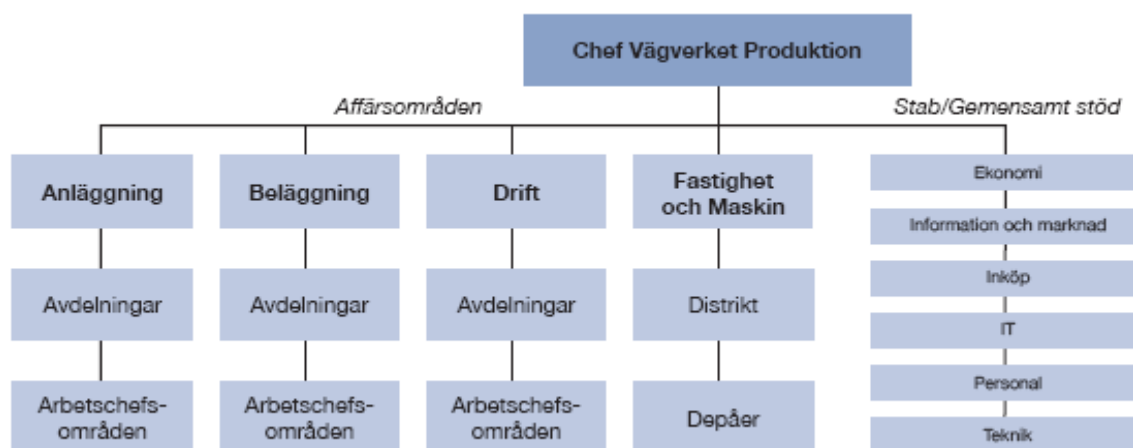 Chef Vägverket Produktion
Affärsområden
Stab/Gemensamt stöd
Anläggning
Beläggning
Drift
Fastighet
och Maskin
Ekonomi
Information och marknad
Inköp
IT
Personal
Teknik
Avdelningar
Avdelningar
Avdelningar
Distrikt
Arbetschefs-
områden
Arbetschefs-
områden
Arbetschefs-
områden
Depåer